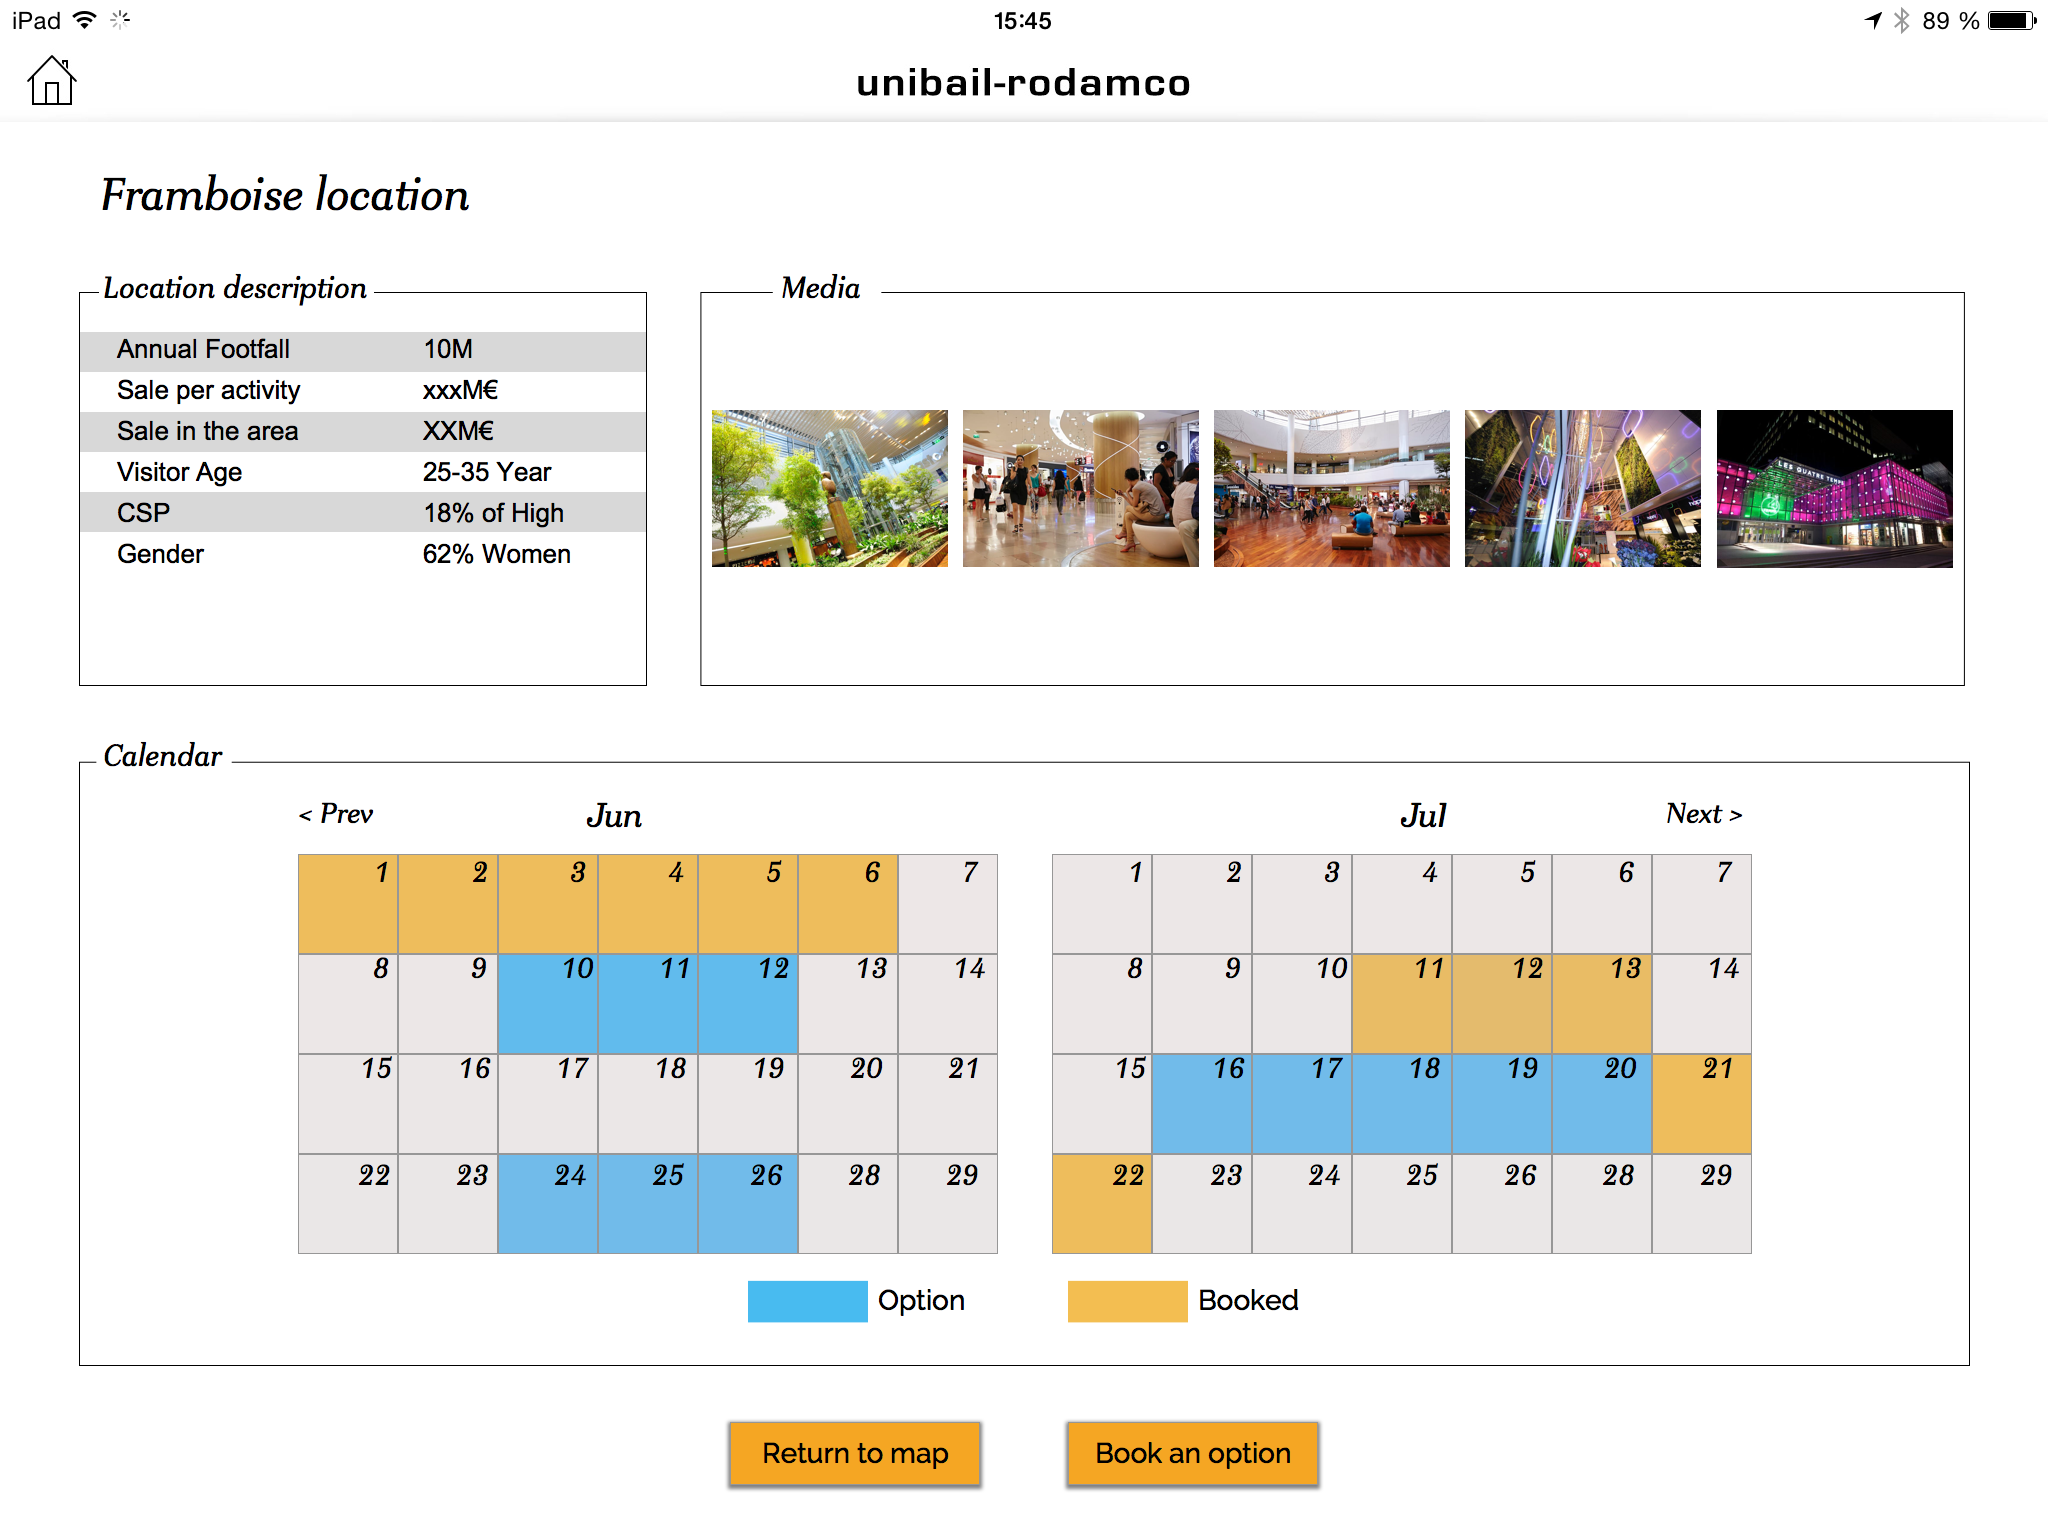 iPad 15:45 89 %
unibail-rodamco
Framboise location
Location description
Annual Footfall 10M
Sale per activity xxxM€
Sale in the area XXM€
Visitor Age 25-35 Year
CSP 18% of High
Gender 62% Women
Media
LES QUATRE TEMPS
Calendar
< Prev Jun Jul Next >
1 2 3 4 5 6 7 1 2 3 4 5 6 7
8 9 10 11 12 13 14 8 9 10 11 12 13 14
15 16 17 18 19 20 21 15 16 17 18 19 20 21
22 23 24 25 26 28 29 22 23 24 25 26 28 29
Option Booked
Return to map Book an option